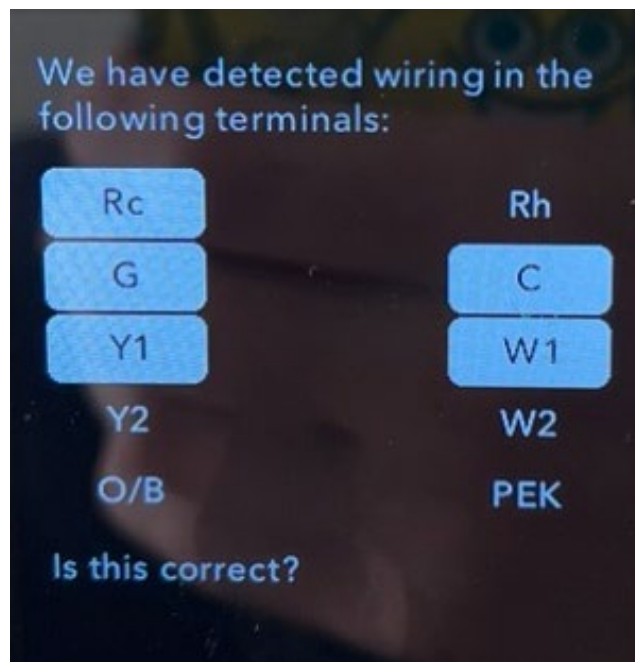 We have detected wiring in the
following terminals:
Rc Rh
G C
Y1 W1
Y2 W2
O/B PEK
Is this correct?